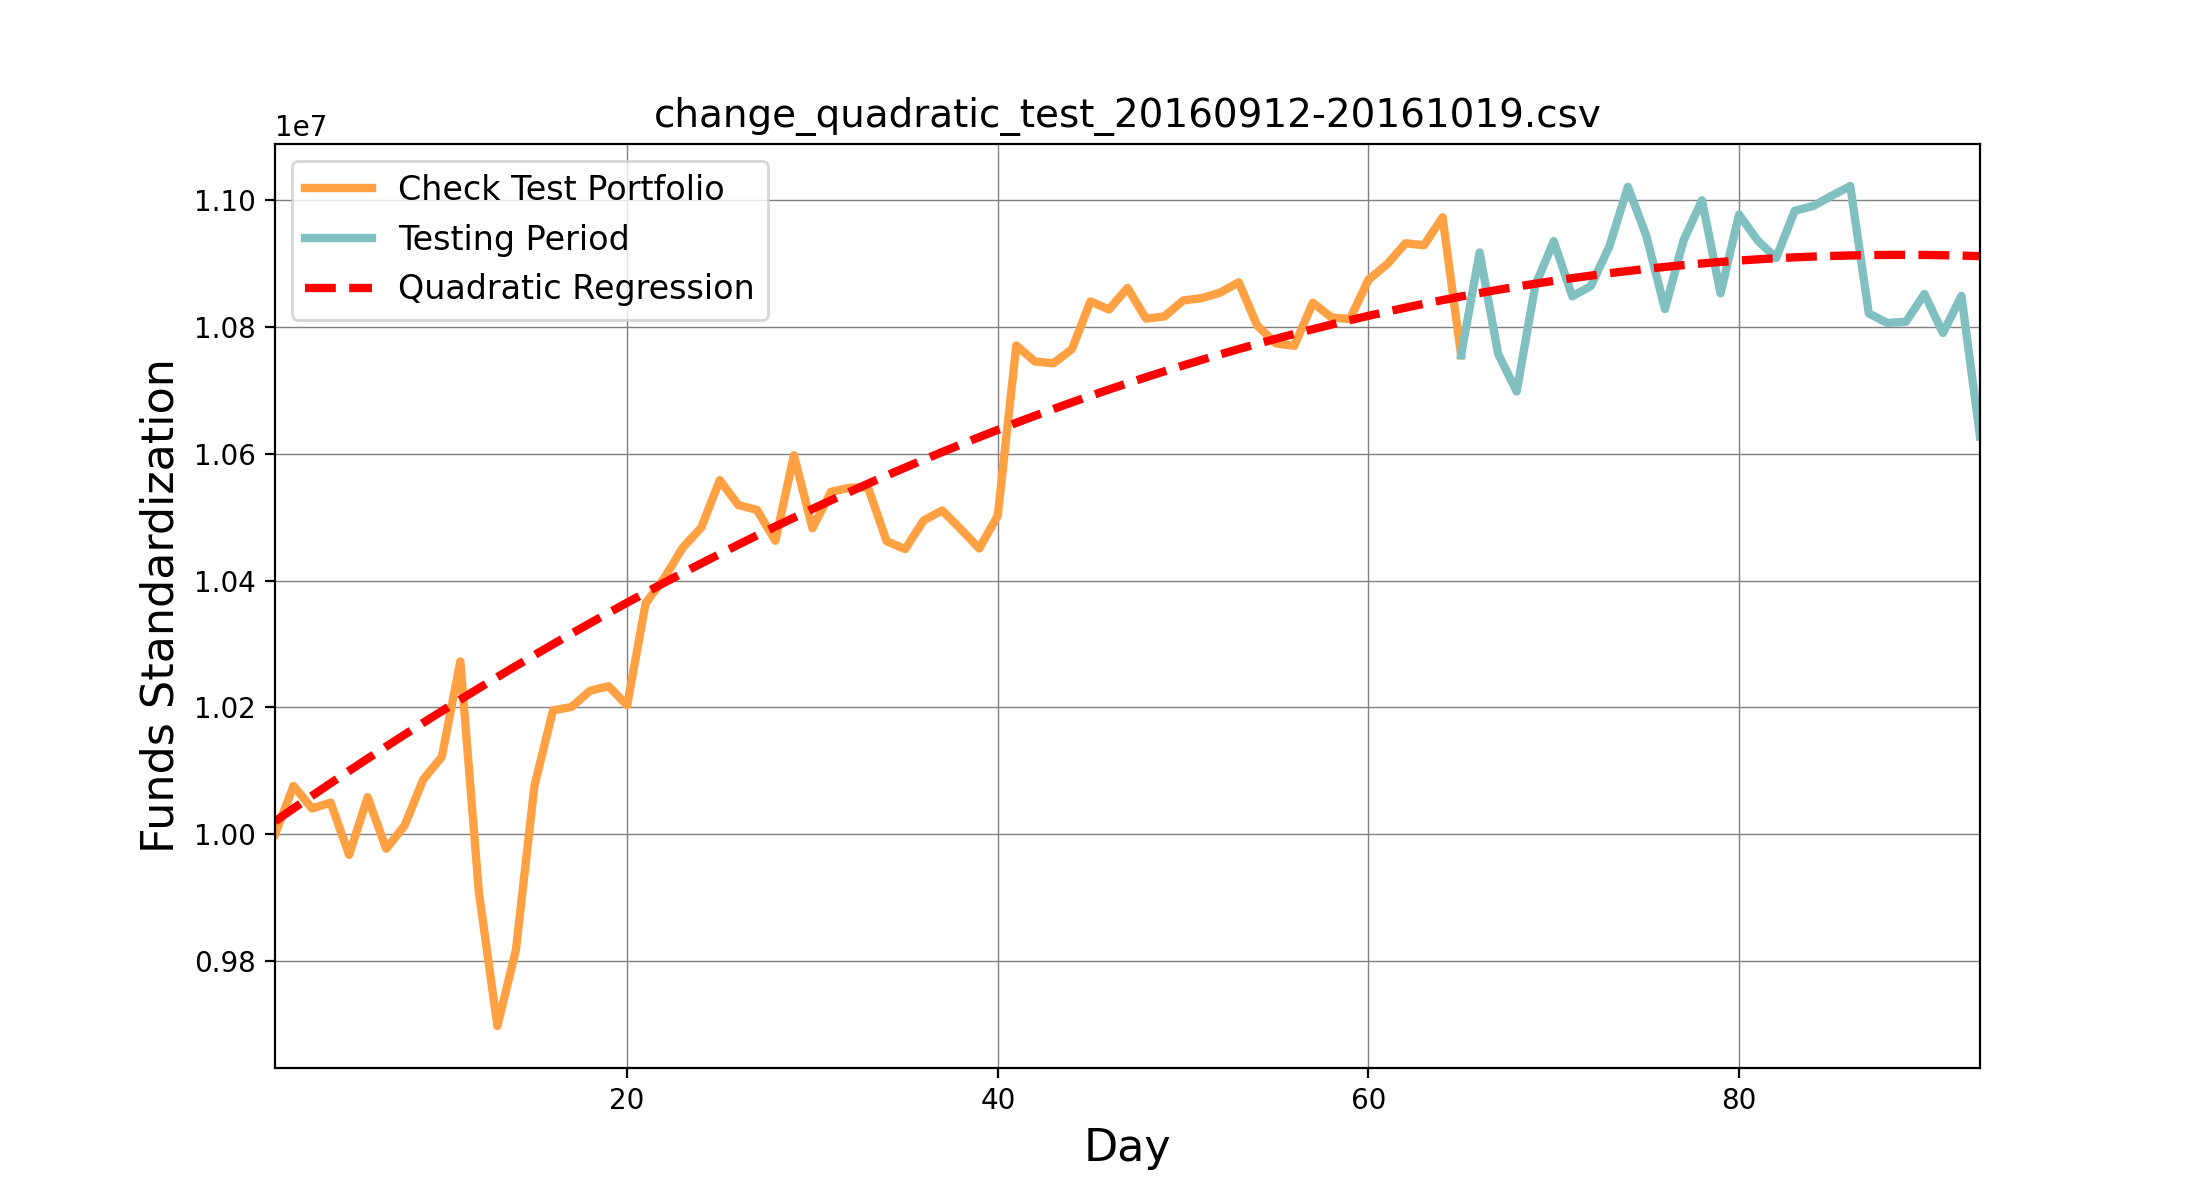 change_quadratic_test_20160912-20161019.csv
1e7
Check Test Portfolio
Testing Period
Quadratic Regression
Funds Standardization
1.10
1.08
1.06
1.04
1.02
1.00
0.98
20 40 60 80
Day